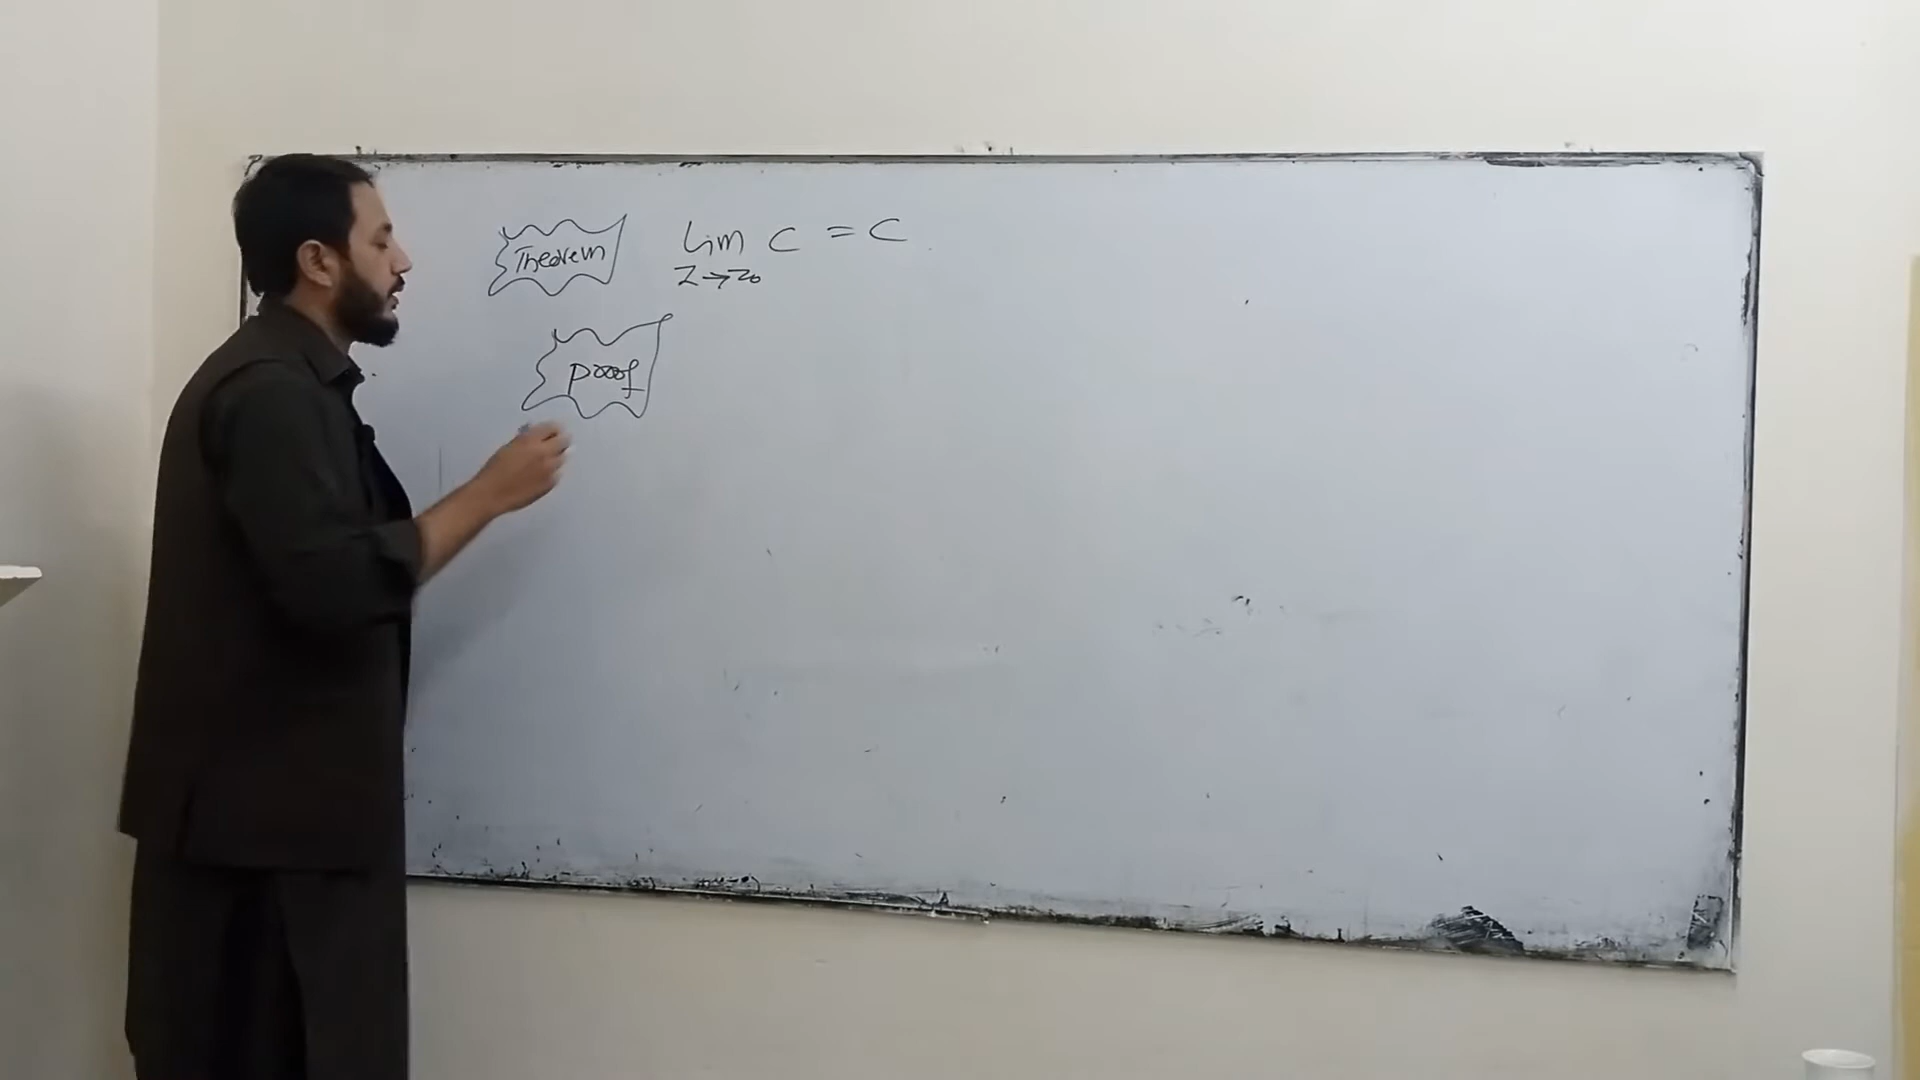 Theorem Lim C = C
Z→Z0
proof